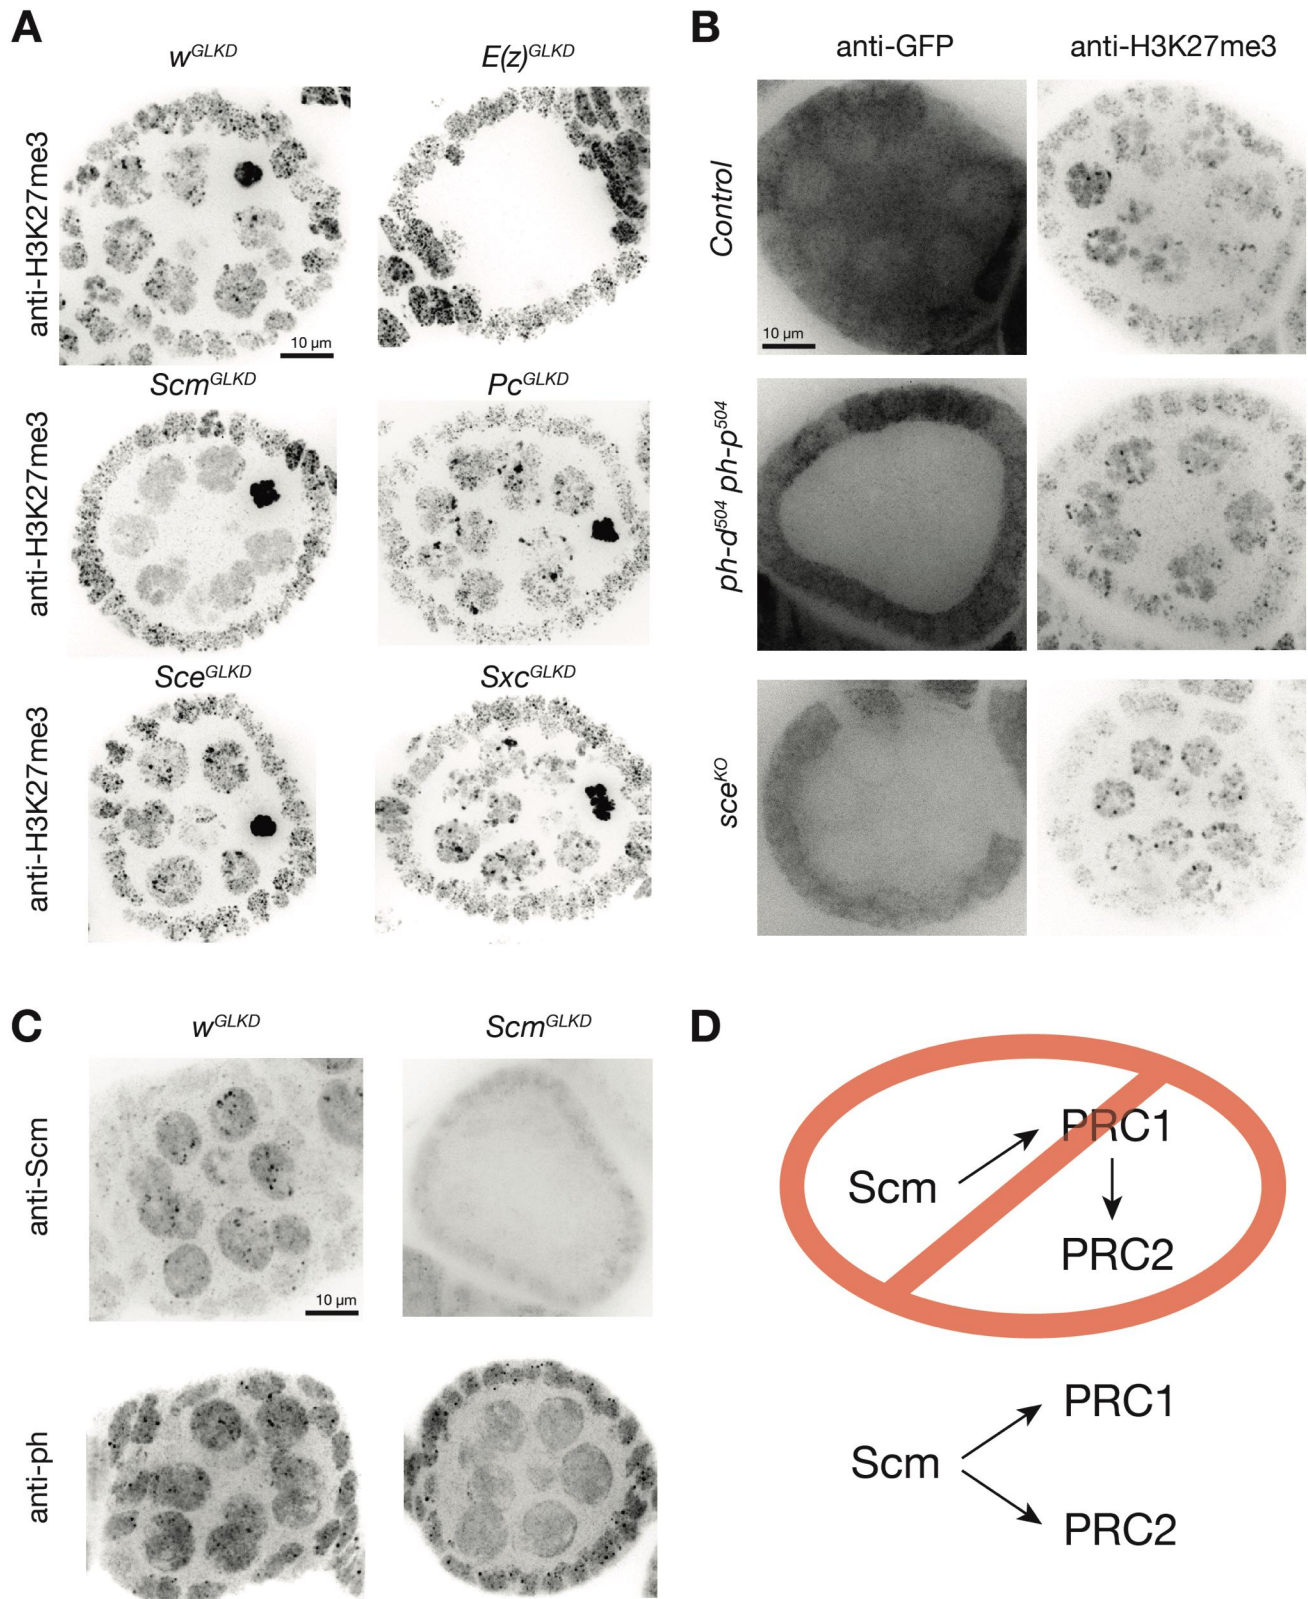 A
w^GLKD
E(z)^GLKD
anti-H3K27me3
10 µm
Scm^GLKD
Pc^GLKD
anti-H3K27me3
Sce^GLKD
Sxc^GLKD
anti-H3K27me3
B
anti-GFP
anti-H3K27me3
Control
10 µm
ph-d^504 ph-p^504
sce^KO
C
w^GLKD
Scm^GLKD
anti-Scm
10 µm
anti-ph
D
PRC1
Scm
PRC2
PRC1
Scm
PRC2